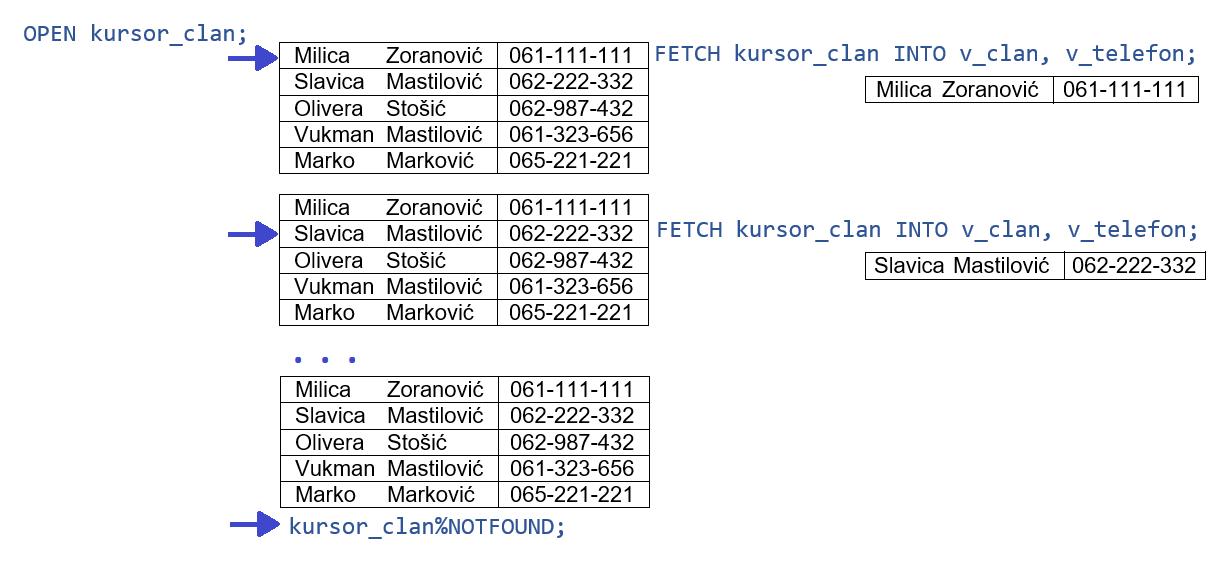 OPEN kursor_clan;
Milica Zoranović 061-111-111 FETCH kursor_clan INTO v_clan, v_telefon;
Slavica Mastilović 062-222-332 Milica Zoranović 061-111-111
Olivera Stošić 062-987-432
Vukman Mastilović 061-323-656
Marko Marković 065-221-221
Milica Zoranović 061-111-111
Slavica Mastilović 062-222-332 FETCH kursor_clan INTO v_clan, v_telefon;
Olivera Stošić 062-987-432 Slavica Mastilović 062-222-332
Vukman Mastilović 061-323-656
Marko Marković 065-221-221
. . .
Milica Zoranović 061-111-111
Slavica Mastilović 062-222-332
Olivera Stošić 062-987-432
Vukman Mastilović 061-323-656
Marko Marković 065-221-221
kursor_clan%NOTFOUND;